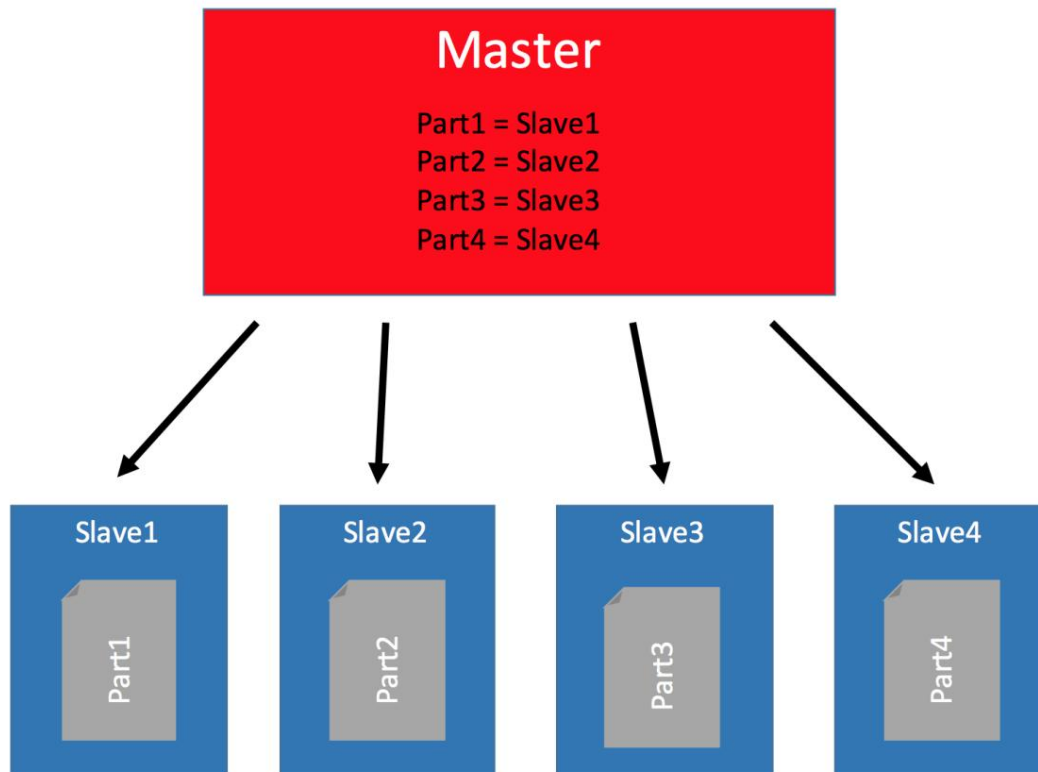 Master
Part1 = Slave1
Part2 = Slave2
Part3 = Slave3
Part4 = Slave4
Slave1
Slave2
Slave3
Slave4
Part1
Part2
Part3
Part4